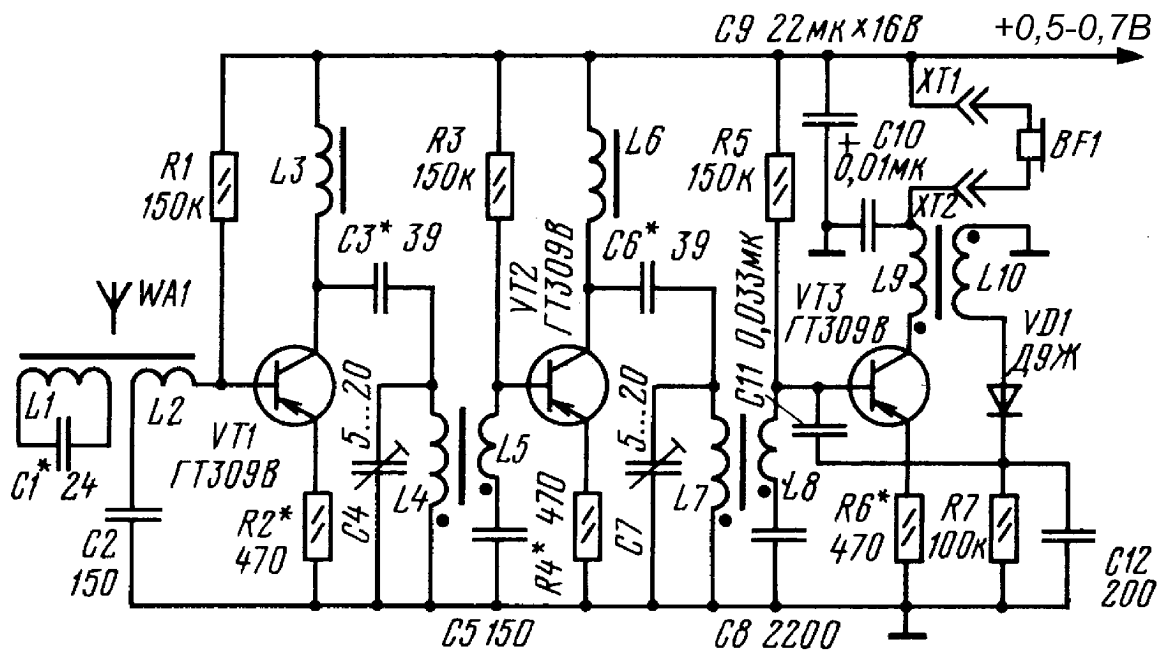 C9 22мк×16В
+0,5-0,7В
R1
150к
L3
R3
150к
L6
R5
150к
+ C10
0,01мк
XT1
BF1
XT2
C3* 39
VT2
ГТ309В
C6* 39
C11 0,033мк
VT3
ГТ309В
L9
L10
VD1
Д9Ж
WA1
L1
L2
C1* 24
VT1
ГТ309В
C2
150
R2*
470
C4 5...20
L4
L5
R4* 470
C7 5...20
L7
L8
R6*
470
R7
100к
C12
200
C5 150
C8 2200